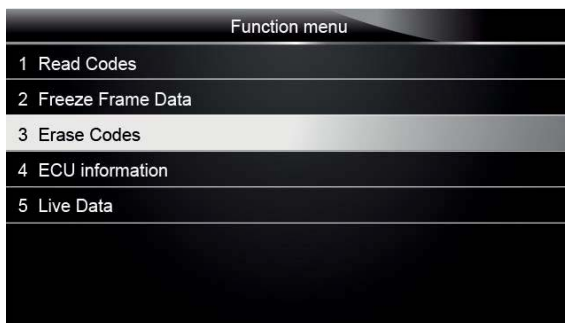 Function menu
1 Read Codes
2 Freeze Frame Data
3 Erase Codes
4 ECU information
5 Live Data